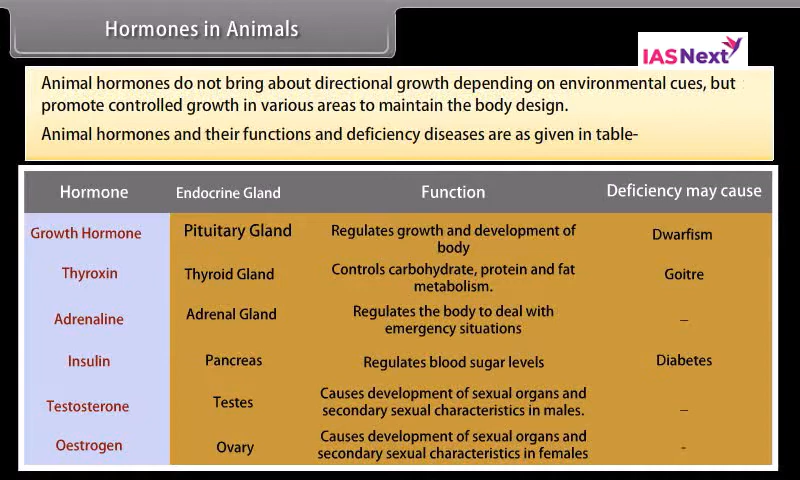 Hormones in Animals
IASNext
Animal hormones do not bring about directional growth depending on environmental cues, but
promote controlled growth in various areas to maintain the body design.
Animal hormones and their functions and deficiency diseases are as given in table-
Hormone Endocrine Gland Function Deficiency may cause
Growth Hormone Pituitary Gland Regulates growth and development of
body Dwarfism
Thyroxin Thyroid Gland Controls carbohydrate, protein and fat
metabolism. Goitre
Adrenaline Adrenal Gland Regulates the body to deal with
emergency situations –
Insulin Pancreas Regulates blood sugar levels Diabetes
Testosterone Testes Causes development of sexual organs and
secondary sexual characteristics in males. –
Oestrogen Ovary Causes development of sexual organs and
secondary sexual characteristics in females -